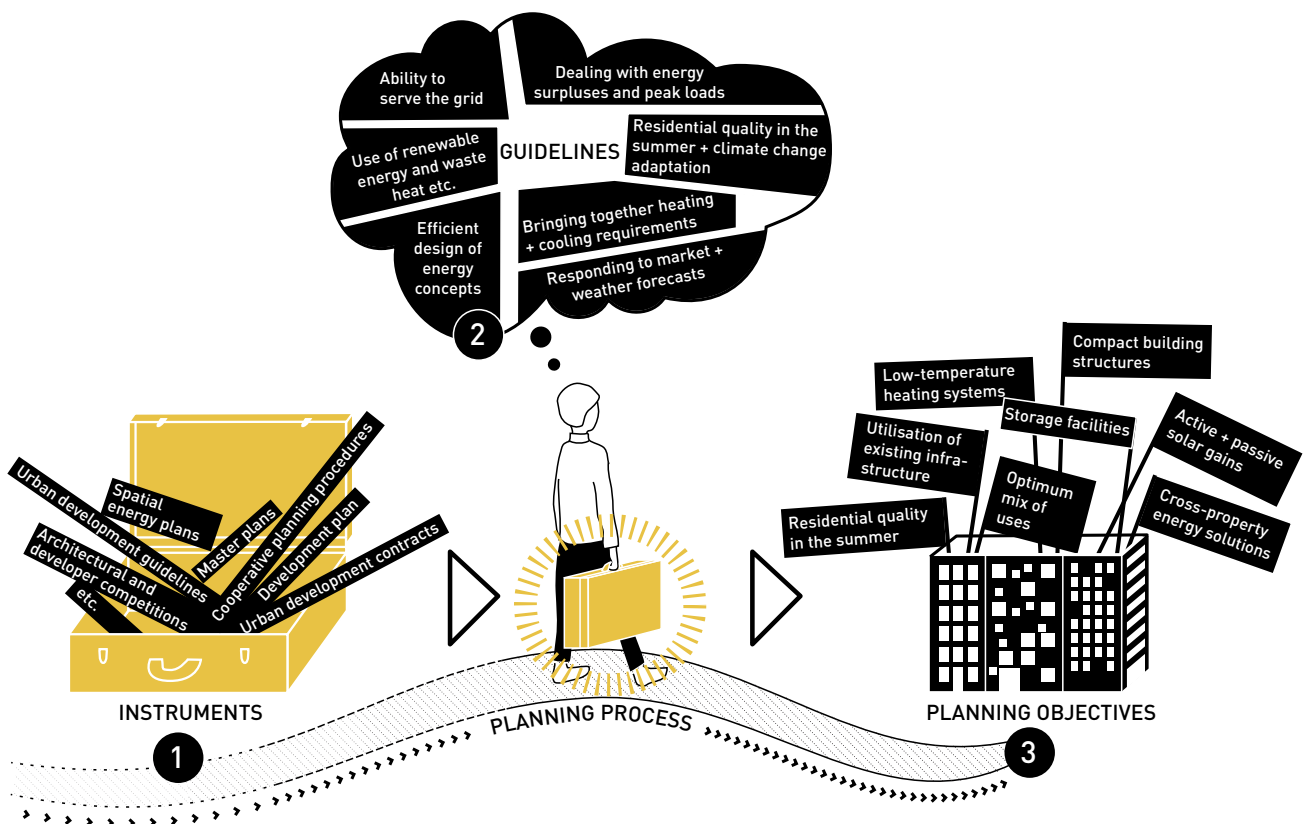 Ability to
serve the grid
Dealing with energy
surpluses and peak loads
Use of renewable
energy and waste
heat etc.
GUIDELINES
Residential quality in the
summer + climate change
adaptation
Efficient
design of
energy
concepts
Bringing together heating
+ cooling requirements
Responding to market +
weather forecasts
2
Urban development guidelines
Spatial
energy plans
Architectural and
developer competitions
etc.
Master plans
Cooperative planning procedures
Development plan
Urban development contracts
INSTRUMENTS
1
PLANNING PROCESS
Compact building
structures
Low-temperature
heating systems
Storage facilities
Active + passive
solar gains
Utilisation of
existing infra-
structure
Optimum
mix of
uses
Cross-property
energy solutions
Residential quality
in the summer
PLANNING OBJECTIVES
3